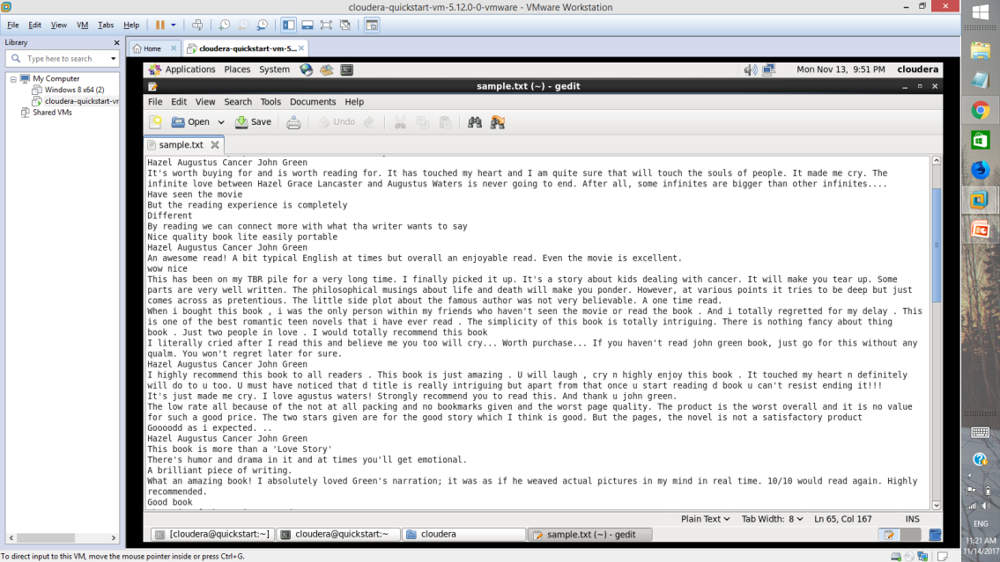 cloudera-quickstart-vm-5.12.0-0-vmware - VMware Workstation
File Edit View VM Tabs Help
Library
Type here to search
My Computer
Windows 8 x64 (2)
cloudera-quickstart-vr
Shared VMs
Home
cloudera-quickstart-vm-5...
Applications Places System
Mon Nov 13, 9:51 PM cloudera
sample.txt (~) - gedit
File Edit View Search Tools Documents Help
Open Save Undo
sample.txt
Hazel Augustus Cancer John Green
It's worth buying for and is worth reading for. It has touched my heart and I am quite sure that will touch the souls of people. It made me cry. The
infinite love between Hazel Grace Lancaster and Augustus Waters is never going to end. After all, some infinites are bigger than other infinites....
Have seen the movie
But the reading experience is completely
Different
By reading we can connect more with what tha writer wants to say
Nice quality book lite easily portable
Hazel Augustus Cancer John Green
An awesome read! A bit typical English at times but overall an enjoyable read. Even the movie is excellent.
wow nice
This has been on my TBR pile for a very long time. I finally picked it up. It's a story about kids dealing with cancer. It will make you tear up. Some
parts are very well written. The philosophical musings about life and death will make you ponder. However, at various points it tries to be deep but just
comes across as pretentious. The little side plot about the famous author was not very believable. A one time read.
When i bought this book , i was the only person within my friends who haven't seen the movie or read the book . And i totally regretted for my delay . This
is one of the best romantic teen novels that i have ever read . The simplicity of this book is totally intriguing. There is nothing fancy about thing
book . Just two people in love . I would totally recommend this book
I literally cried after I read this and believe me you too will cry... Worth purchase... If you haven't read john green book, just go for this without any
qualm. You won't regret later for sure.
Hazel Augustus Cancer John Green
I highly recommend this book to all readers . This book is just amazing . U will laugh , cry n highly enjoy this book . It touched my heart n definitely
will do to u too. U must have noticed that d title is really intriguing but apart from that once u start reading d book u can't resist ending it!!!
It's just made me cry. I love agustus waters! Strongly recommend you to read this. And thank u john green.
The low rate all because of the not at all packing and no bookmarks given and the worst page quality. The product is the worst overall and it is no value
for such a good price. The two stars given are for the good story which I think is good. But the pages, the novel is not a satisfactory product
Goooodd as i expected. ..
Hazel Augustus Cancer John Green
This book is more than a 'Love Story'
There's humor and drama in it and at times you'll get emotional.
A brilliant piece of writing.
What an amazing book! I absolutely loved Green's narration; it was as if he weaved actual pictures in my mind in real time. 10/10 would read again. Highly
recommended.
Good book
Plain Text Tab Width: 8 Ln 65, Col 167 INS
[cloudera@quickstart:~] cloudera@quickstart:~ cloudera sample.txt (~) - gedit
ENG
11:21 AM
11/14/2017
To direct input to this VM, move the mouse pointer inside or press Ctrl+G.